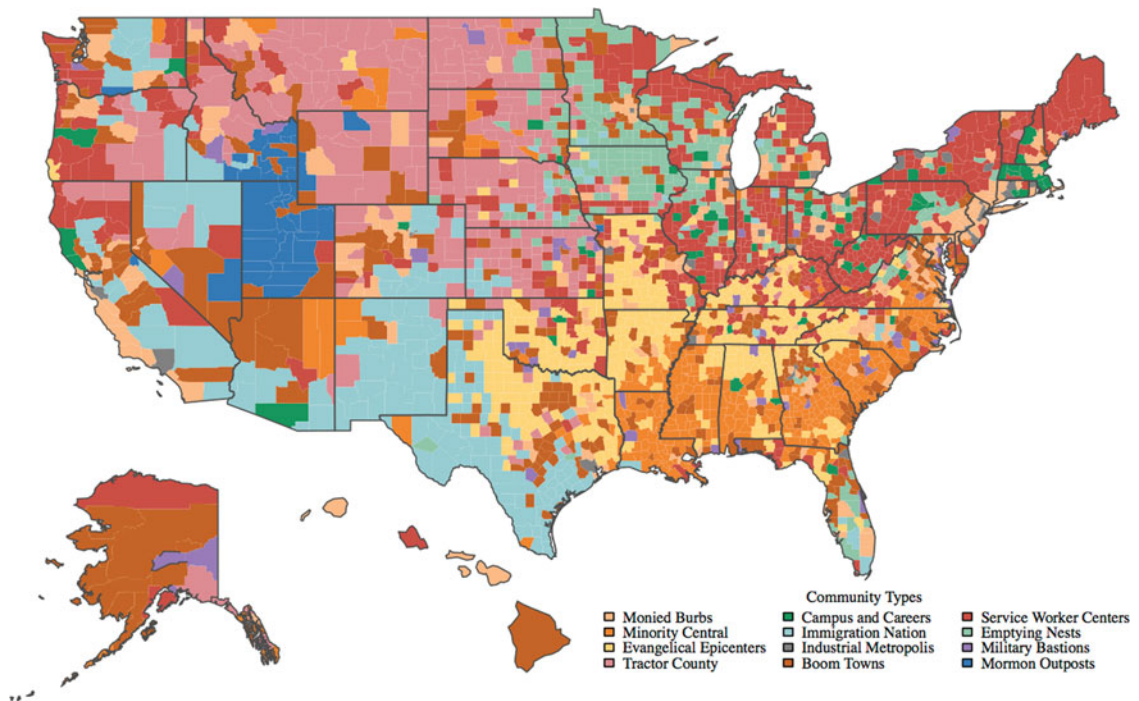 Community Types
Monied Burbs
Minority Central
Evangelical Epicenters
Tractor County
Campus and Careers
Immigration Nation
Industrial Metropolis
Boom Towns
Service Worker Centers
Emptying Nests
Military Bastions
Mormon Outposts